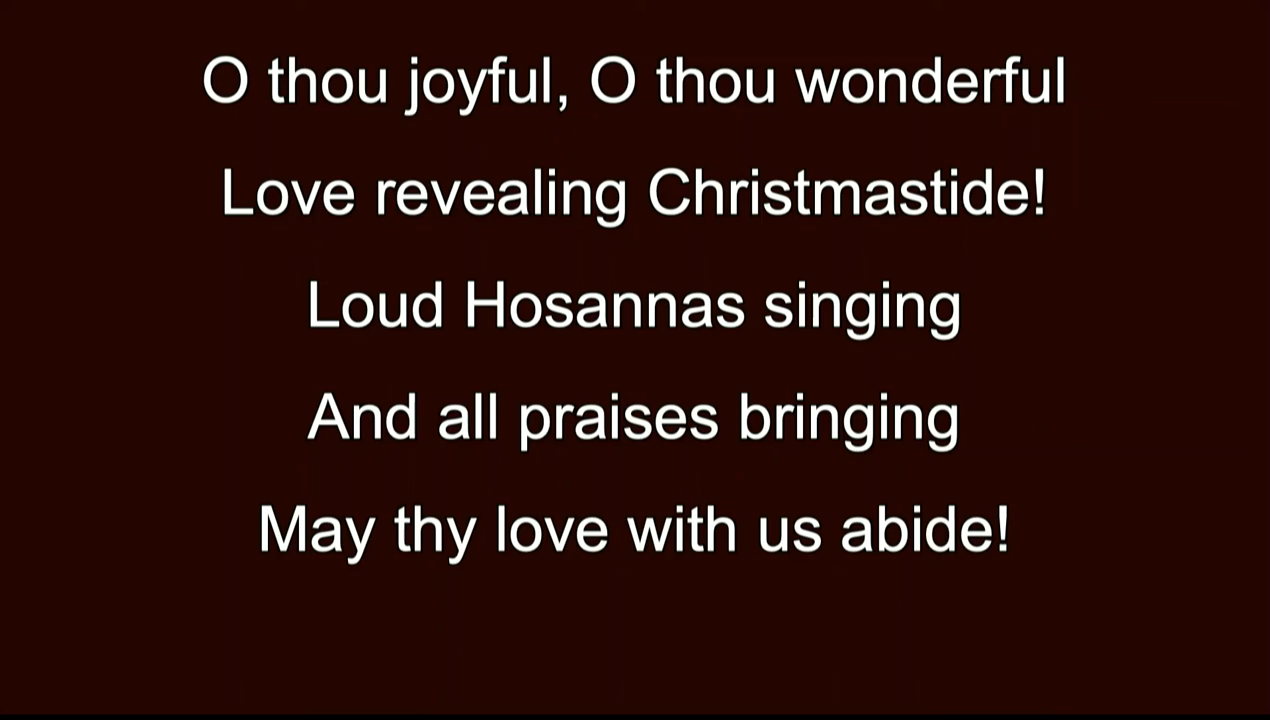 O thou joyful, O thou wonderful
Love revealing Christmastide!
Loud Hosannas singing
And all praises bringing
May thy love with us abide!